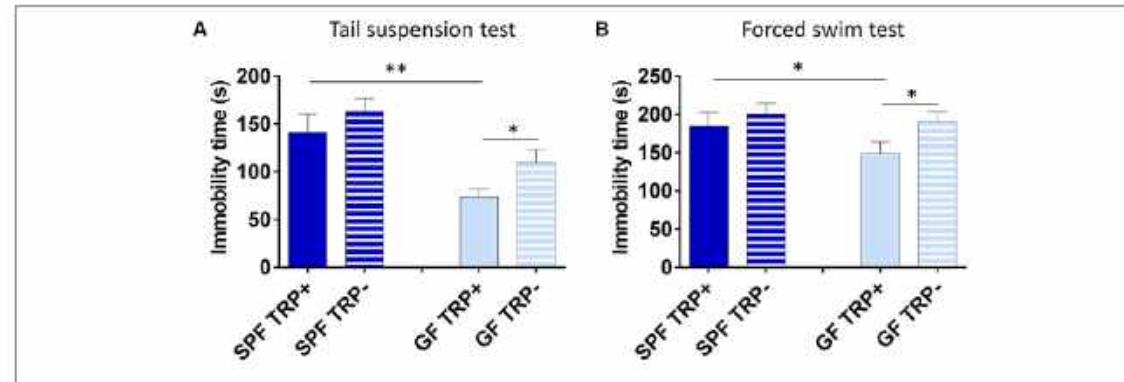 A Tail suspension test
Immobility time (s)
200
150
100
50
0
**
*
SPF TRP+
SPF TRP-
GF TRP+
GF TRP-
B Forced swim test
Immobility time (s)
250
200
150
100
50
0
*
*
SPF TRP+
SPF TRP-
GF TRP+
GF TRP-